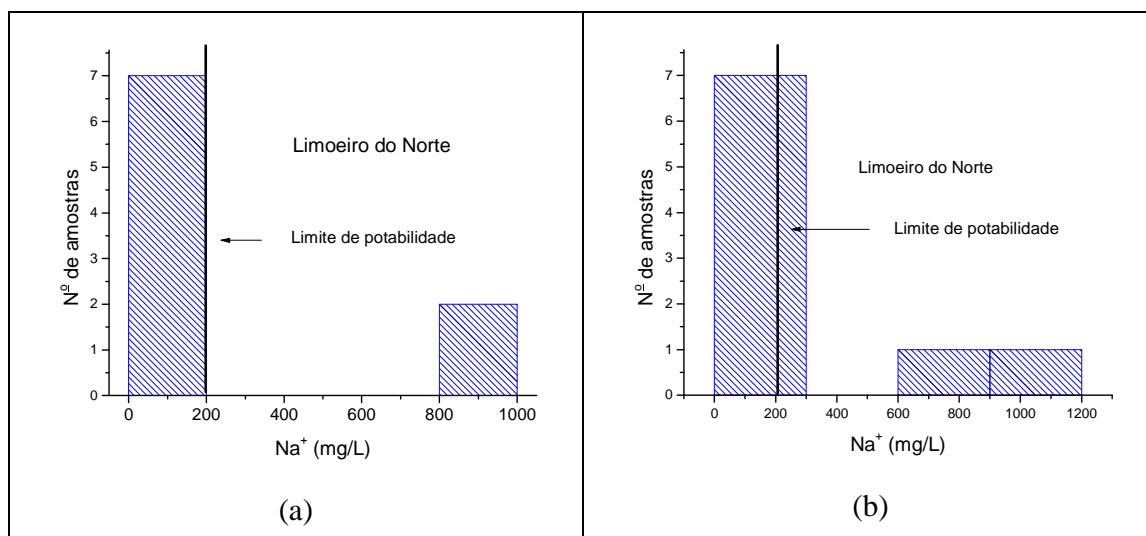 7
6
5
4
3
2
1
0
Nº de amostras
Limoeiro do Norte
Limite de potabilidade
0 200 400 600 800 1000
Na⁺ (mg/L)
(a)
7
6
5
4
3
2
1
0
Nº de amostras
Limoeiro do Norte
Limite de potabilidade
0 200 400 600 800 1000 1200
Na⁺ (mg/L)
(b)